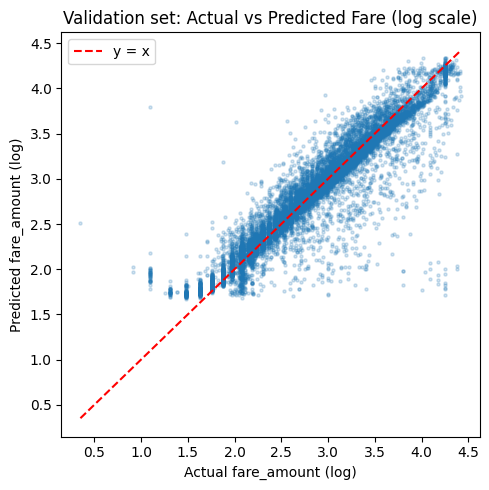 Validation set: Actual vs Predicted Fare (log scale)
y = x
Predicted fare_amount (log)
4.5
4.0
3.5
3.0
2.5
2.0
1.5
1.0
0.5
0.5 1.0 1.5 2.0 2.5 3.0 3.5 4.0 4.5
Actual fare_amount (log)